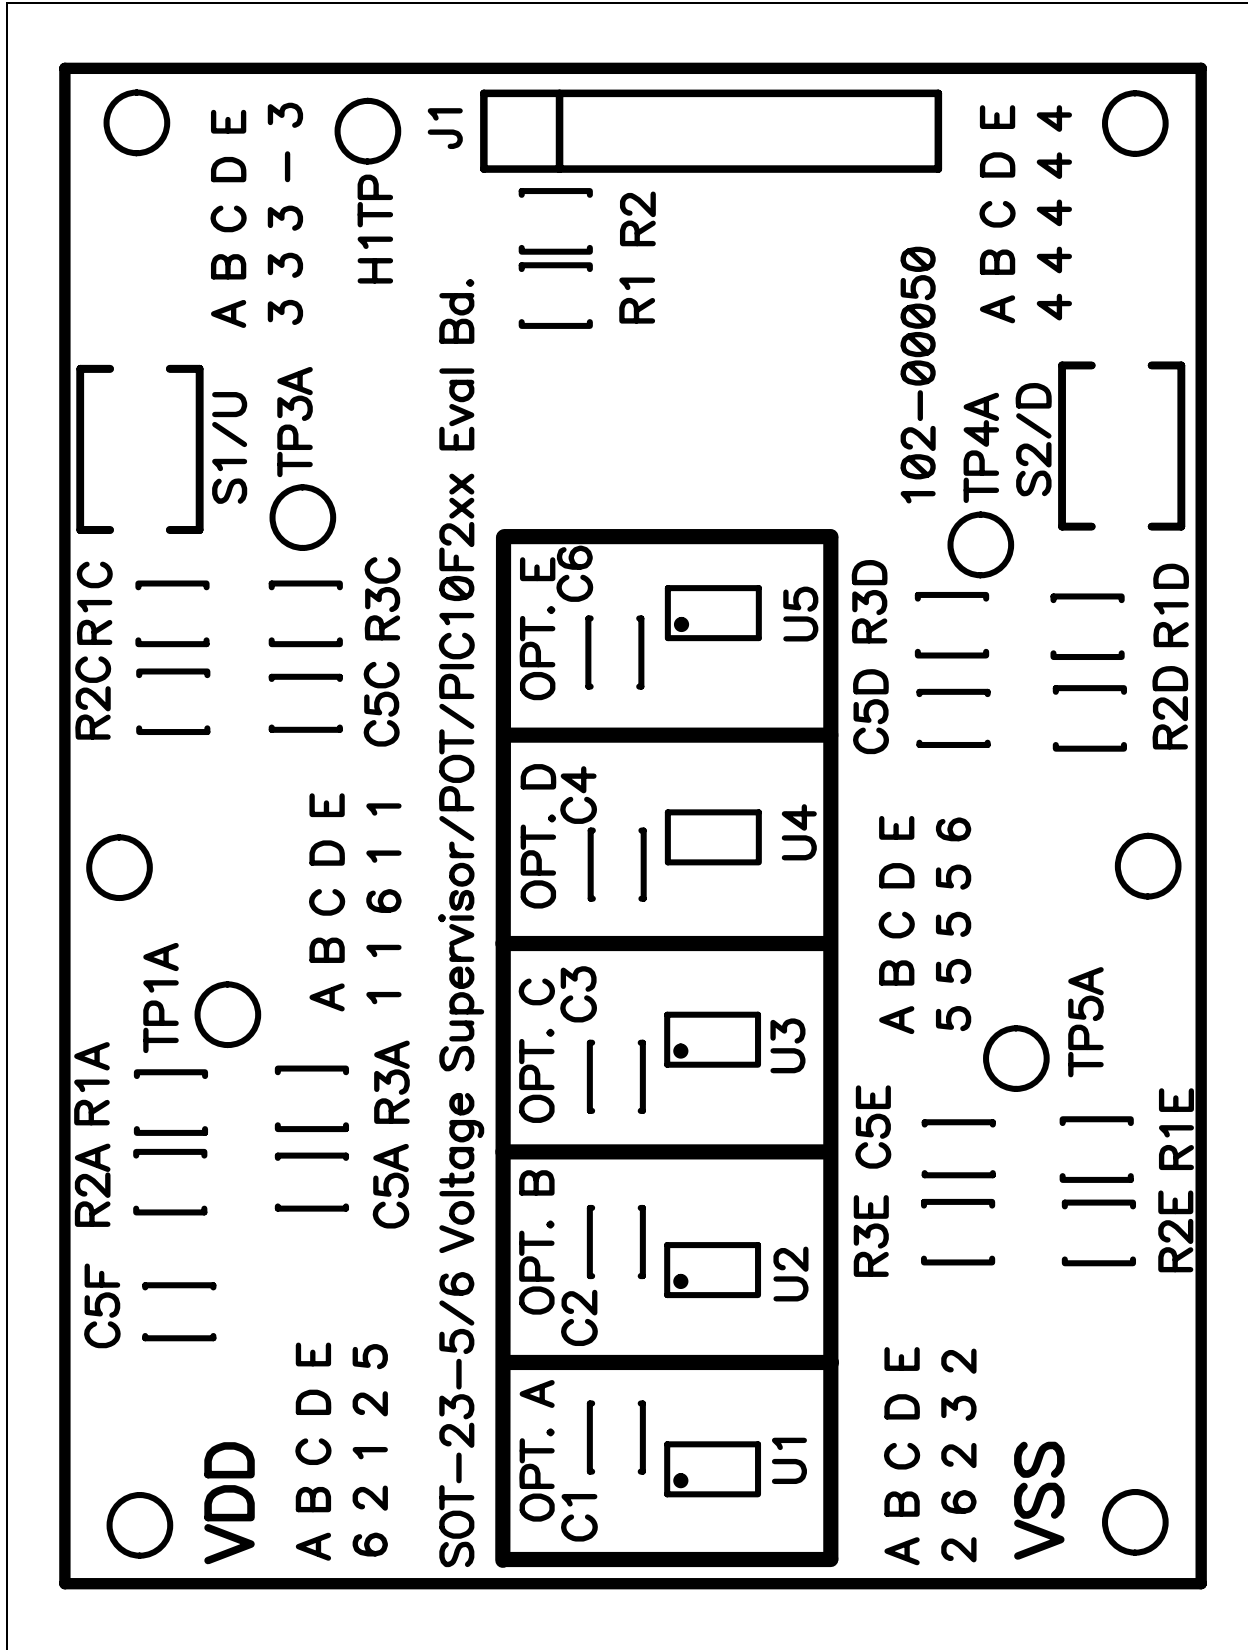 C5F
R2A R1A
R2C R1C
TP1A
VDD
S1/U
A B C D E
3 3 3 - 3
TP3A
A B C D E
6 2 1 2 5
A B C D E
1 1 6 1 1
H1TP
C5A R3A
C5C R3C
J1
SOT-23-5/6 Voltage Supervisor/POT/PIC10F2xx Eval Bd.
OPT. A
C1
U1
OPT. B
C2
U2
OPT. C
C3
U3
OPT. D
C4
U4
OPT. E
C6
U5
R1 R2
R3E C5E
C5D R3D
102-00050
A B C D E
2 6 2 3 2
A B C D E
5 5 5 5 6
TP4A
S2/D
A B C D E
4 4 4 4 4
VSS
TP5A
R2E R1E
R2D R1D